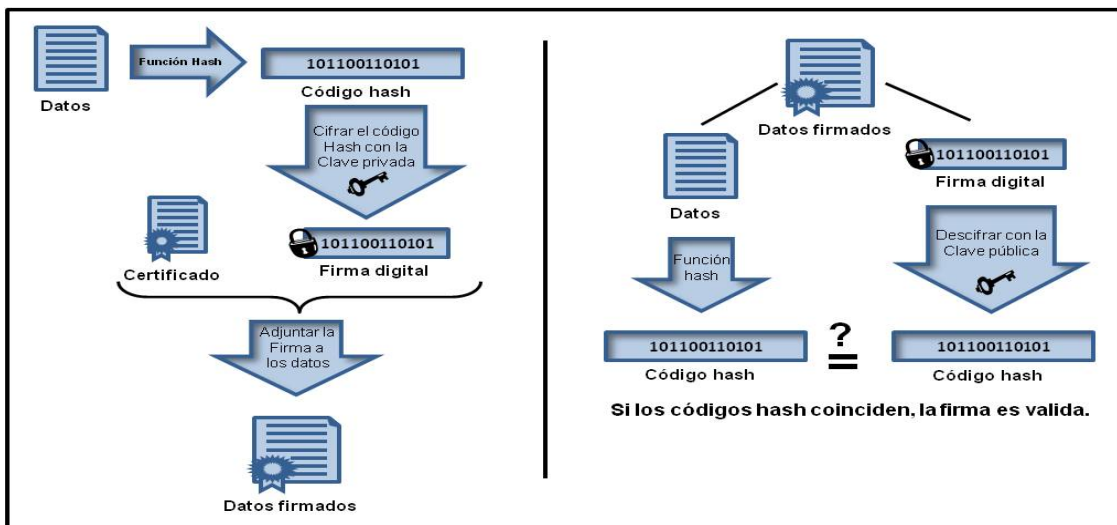 Función Hash
101100110101
Código hash
Datos
Cifrar el código
Hash con la
Clave privada
101100110101
Firma digital
Certificado
Adjuntar la
Firma a
los datos
Datos firmados
Datos firmados
101100110101
Firma digital
Datos
Función
hash
Descifrar con la
Clave pública
101100110101
Código hash
?
=
101100110101
Código hash
Si los códigos hash coinciden, la firma es valida.